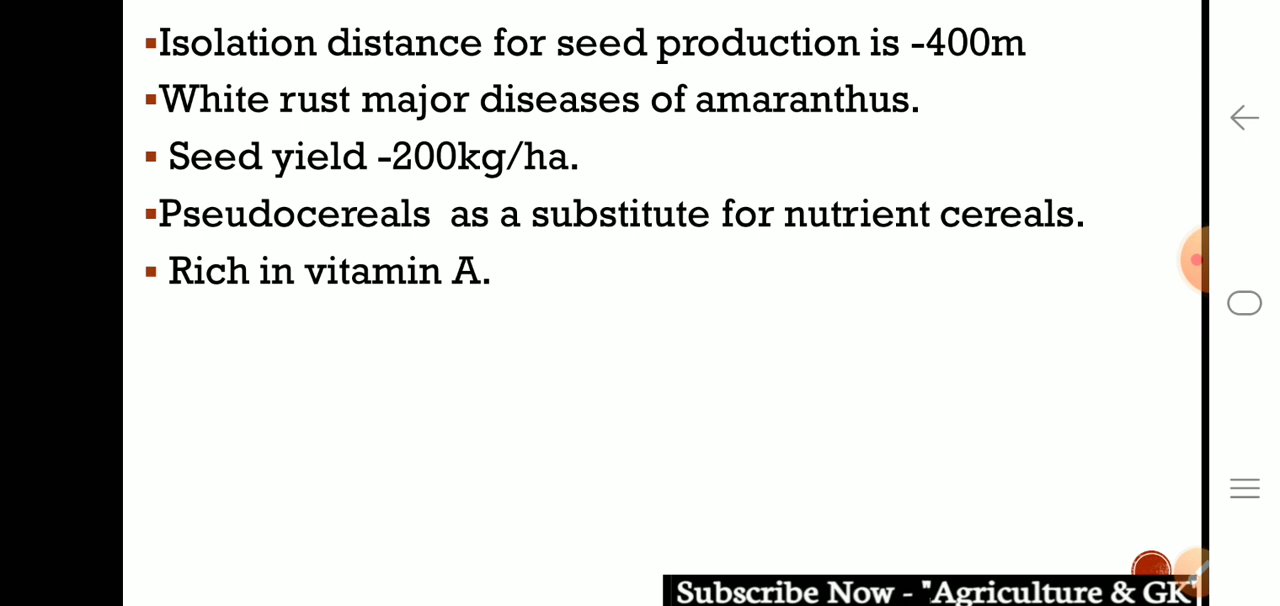 ▪Isolation distance for seed production is -400m
▪White rust major diseases of amaranthus.
▪ Seed yield -200kg/ha.
▪Pseudocereals as a substitute for nutrient cereals.
▪ Rich in vitamin A.
Subscribe Now - "Agriculture & GK"